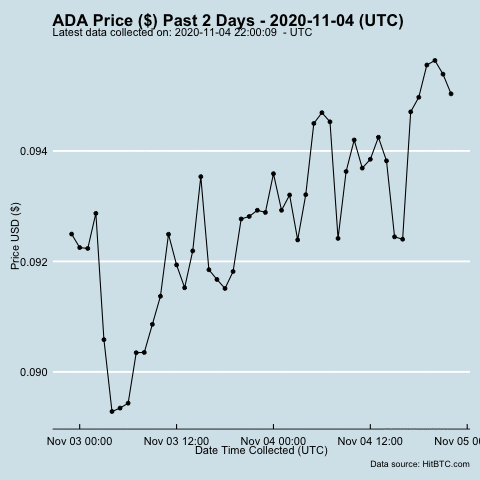 ADA Price ($) Past 2 Days - 2020-11-04 (UTC)
Latest data collected on: 2020-11-04 22:00:09  - UTC
Price USD ($)
0.094
0.092
0.090
Nov 03 00:00 Nov 03 12:00 Nov 04 00:00 Nov 04 12:00 Nov 05 0
Date Time Collected (UTC)
Data source: HitBTC.com